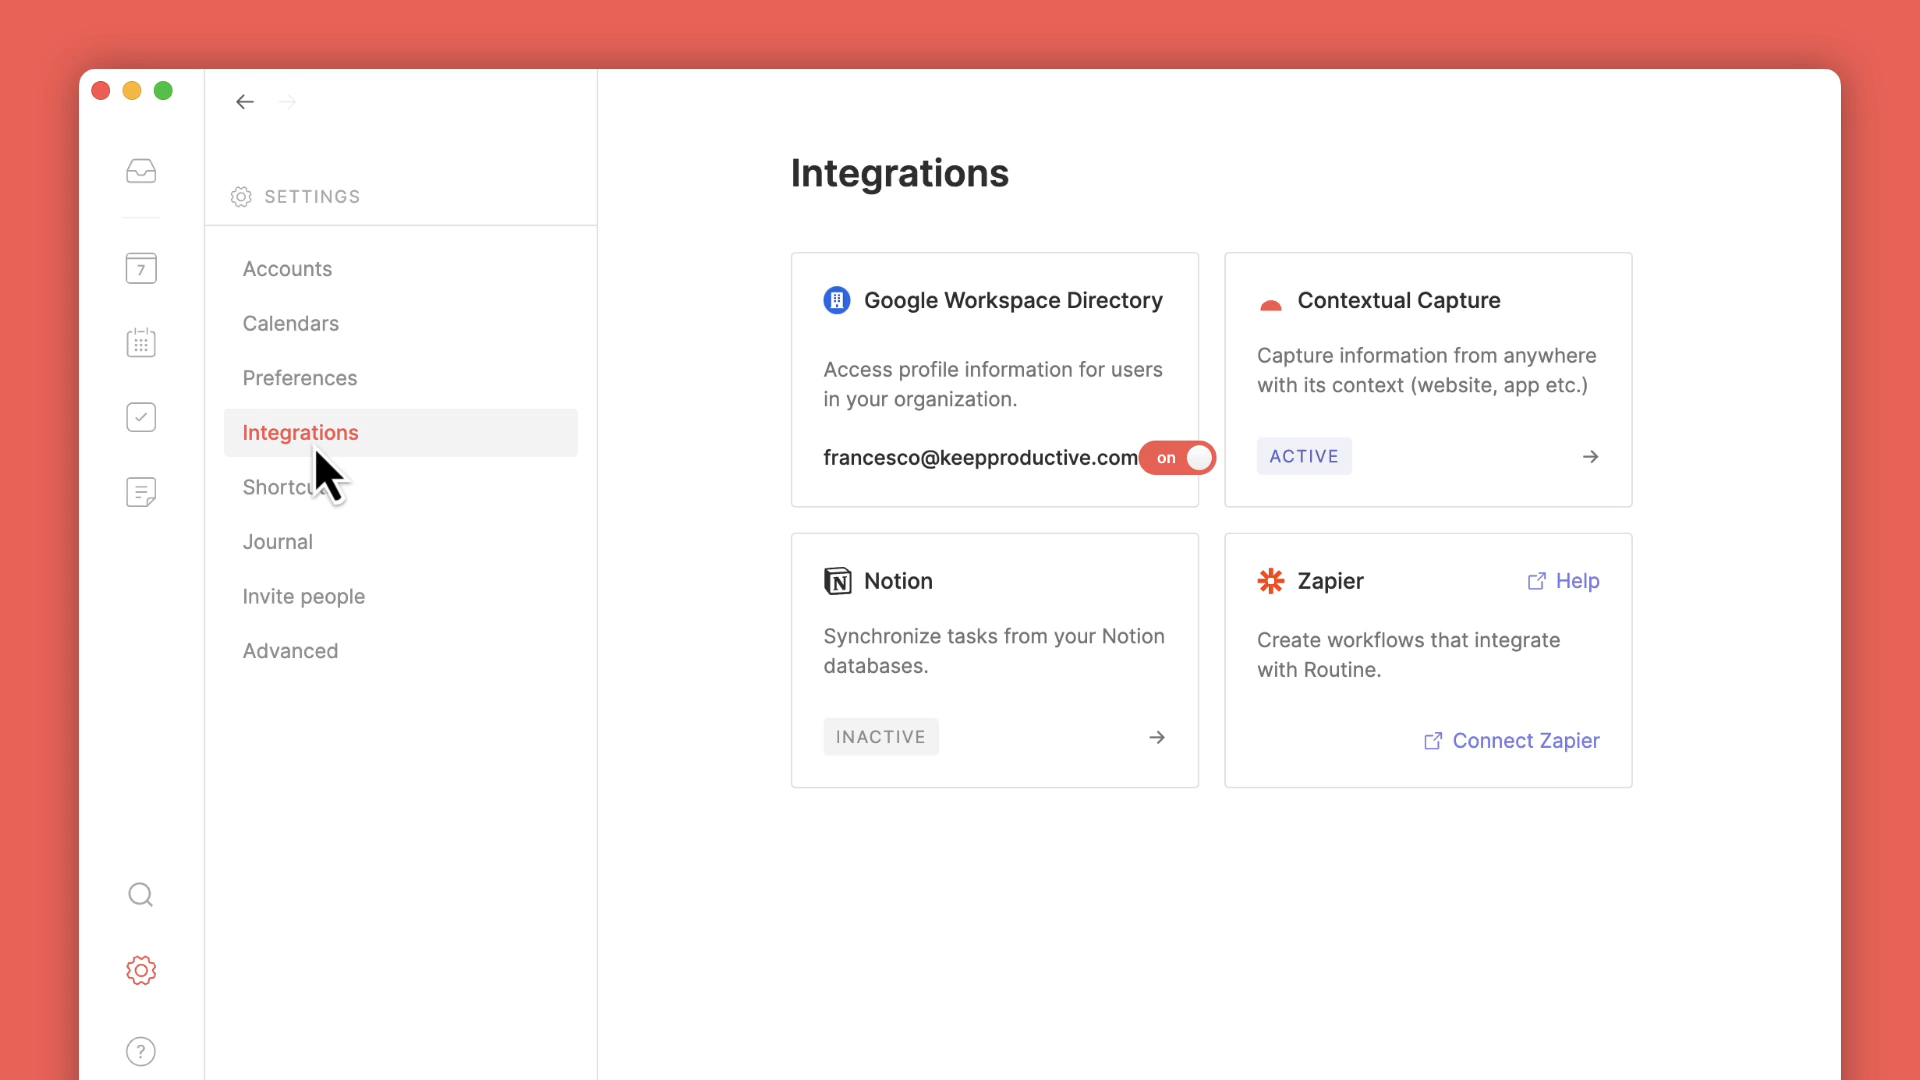 SETTINGS
Accounts
Calendars
Preferences
Integrations
Journal
Invite people
Advanced
7
?
Integrations
Google Workspace Directory
Access profile information for users
in your organization.
francesco@keepproductive.com on
Contextual Capture
Capture information from anywhere
with its context (website, app etc.)
ACTIVE
Notion
Synchronize tasks from your Notion
databases.
INACTIVE
Zapier Help
Create workflows that integrate
with Routine.
Connect Zapier